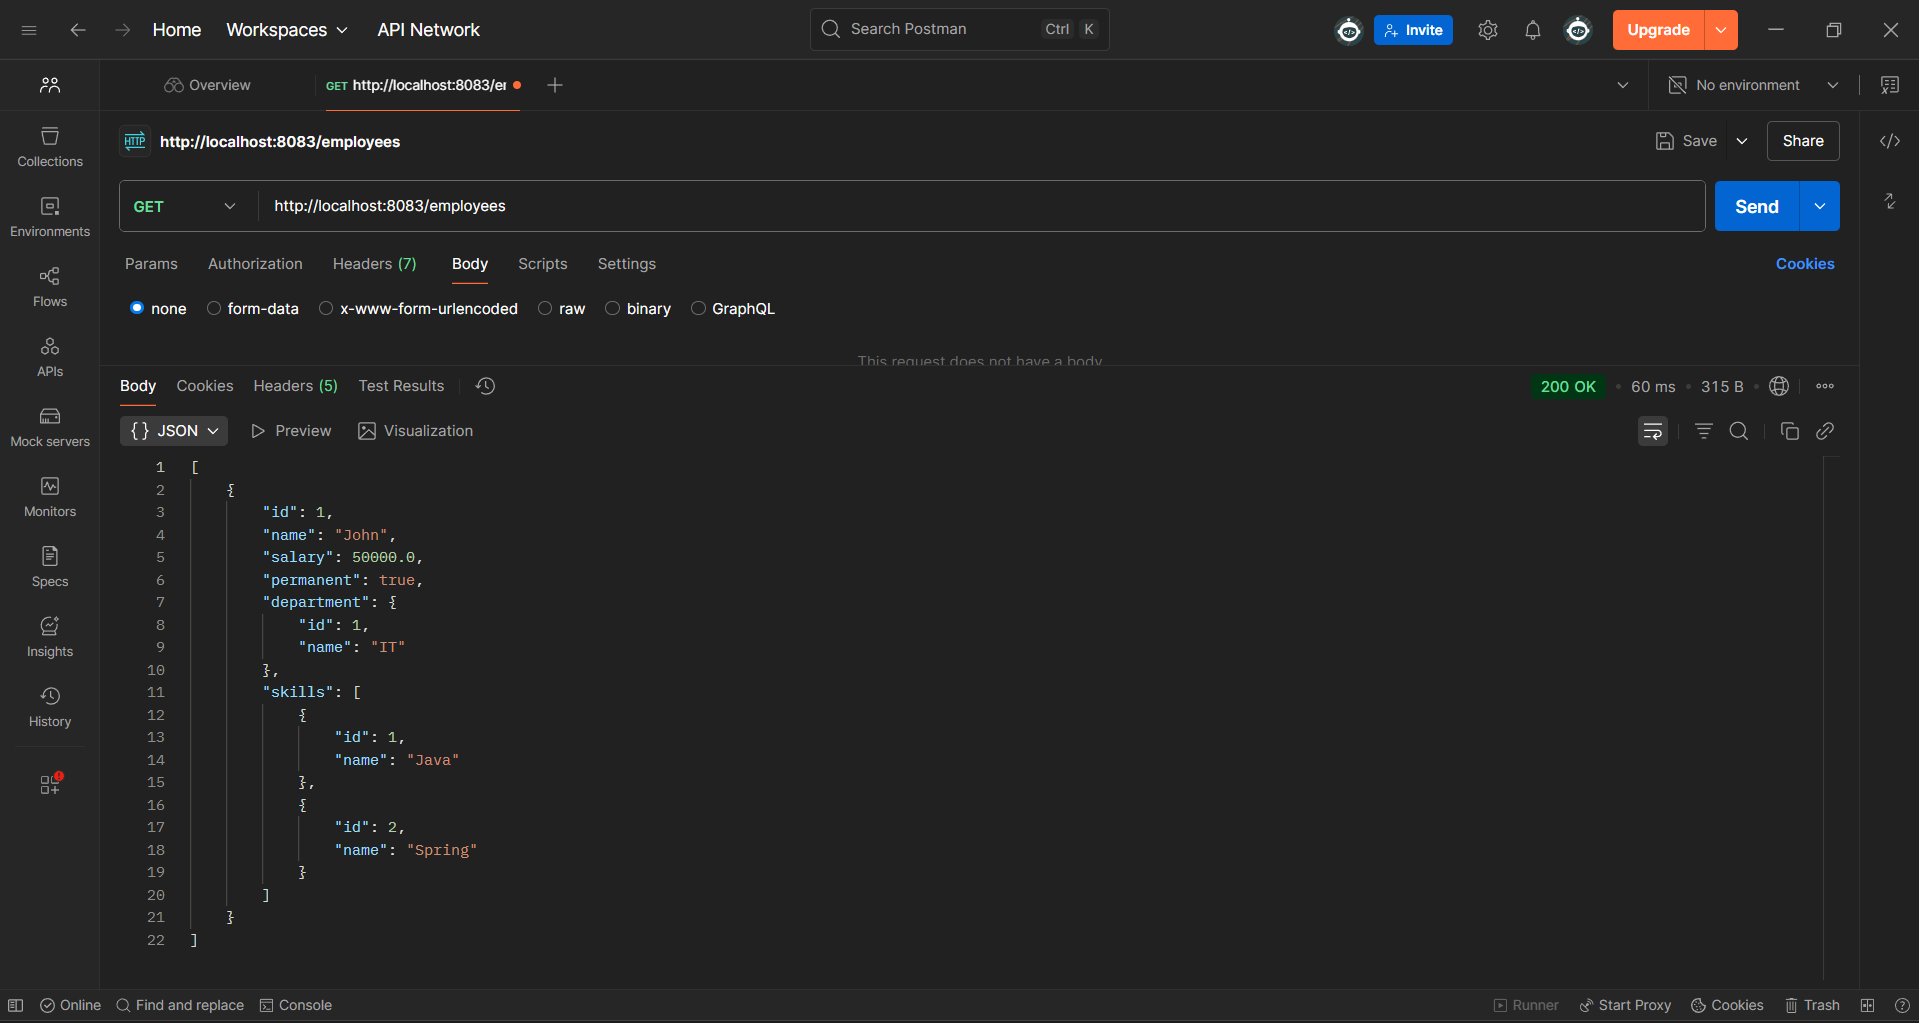 Home Workspaces API Network Search Postman Ctrl K Invite Upgrade
Overview GET http://localhost:8083/er No environment
HTTP http://localhost:8083/employees Save Share
GET http://localhost:8083/employees Send
Params Authorization Headers (7) Body Scripts Settings Cookies
none form-data x-www-form-urlencoded raw binary GraphQL
This request does not have a body
Collections
Environments
Flows
APIs
Mock servers
Monitors
Specs
Insights
History
Body Cookies Headers (5) Test Results 200 OK 60 ms 315 B
{} JSON Preview Visualization
1 [
2 {
3 "id": 1,
4 "name": "John",
5 "salary": 50000.0,
6 "permanent": true,
7 "department": {
8 "id": 1,
9 "name": "IT"
10 },
11 "skills": [
12 {
13 "id": 1,
14 "name": "Java"
15 },
16 {
17 "id": 2,
18 "name": "Spring"
19 }
20 ]
21 }
22 ]
Online Find and replace Console Runner Start Proxy Cookies Trash